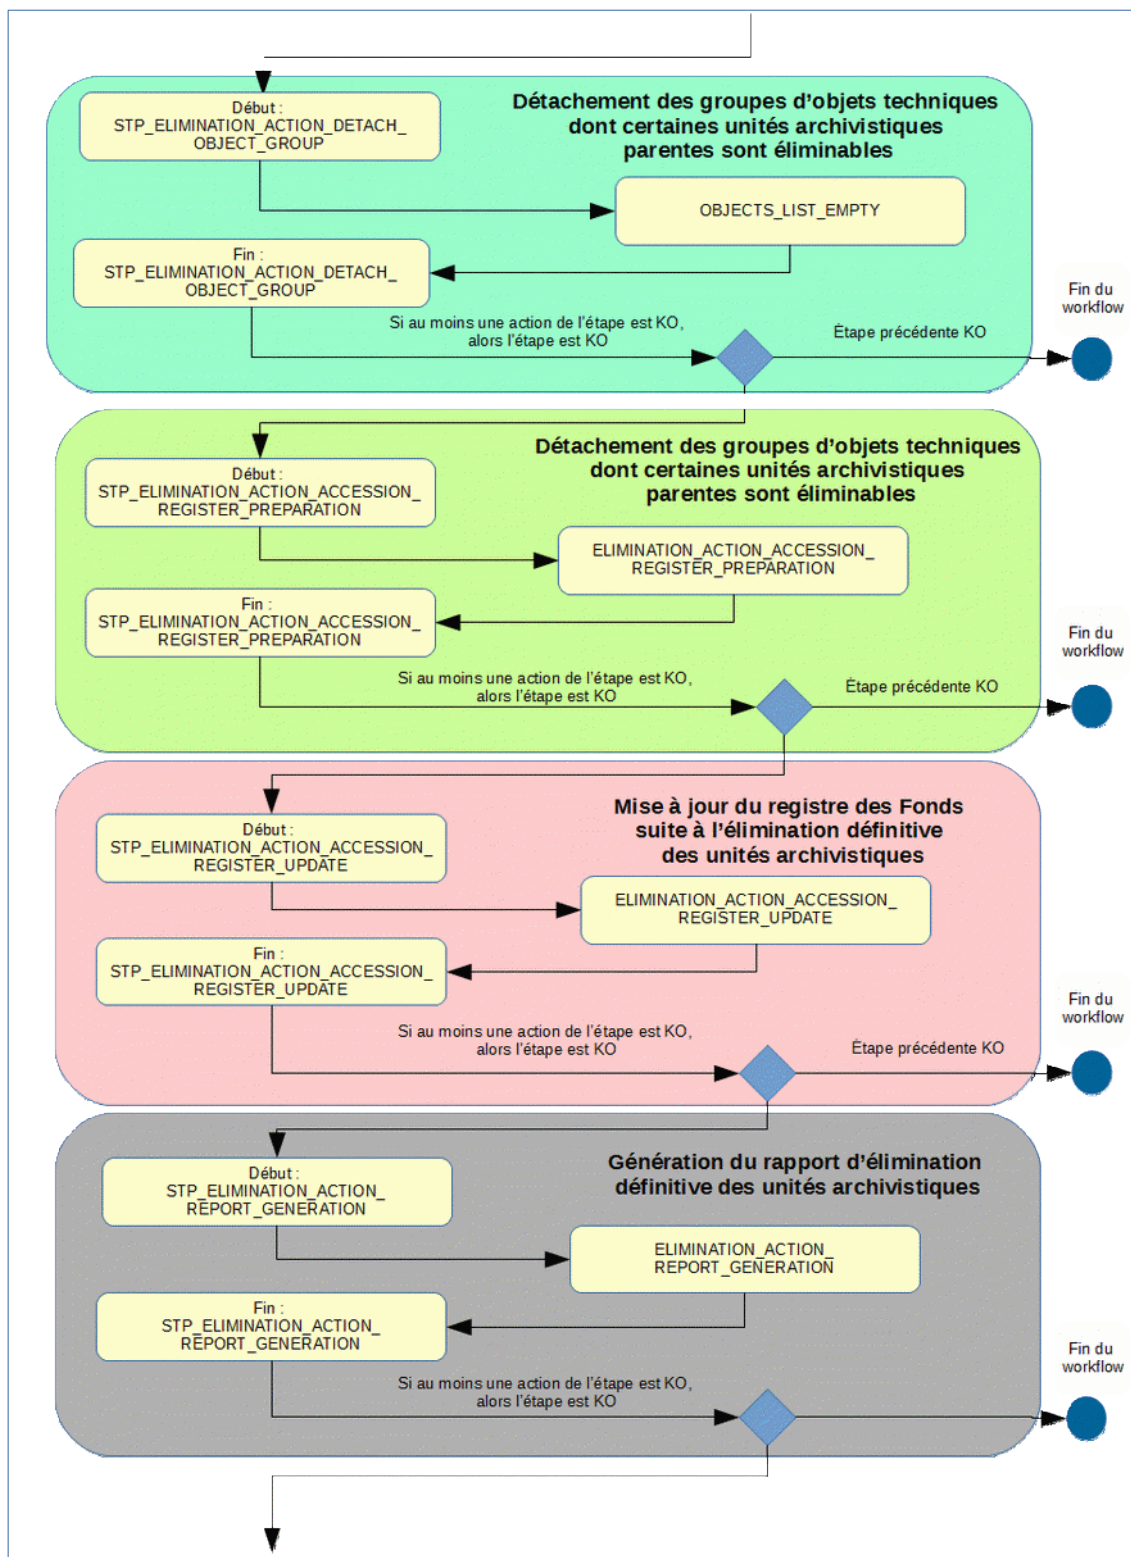 Détachement des groupes d'objets techniques
dont certaines unités archivistiques
parentes sont éliminables
Début :
STP_ELIMINATION_ACTION_DETACH_
OBJECT_GROUP
OBJECTS_LIST_EMPTY
Fin :
STP_ELIMINATION_ACTION_DETACH_
OBJECT_GROUP
Si au moins une action de l'étape est KO,
alors l'étape est KO
Étape précédente KO
Fin du
workflow
Détachement des groupes d'objets techniques
dont certaines unités archivistiques
parentes sont éliminables
Début :
STP_ELIMINATION_ACTION_ACCESSION_
REGISTER_PREPARATION
ELIMINATION_ACTION_ACCESSION_
REGISTER_PREPARATION
Fin :
STP_ELIMINATION_ACTION_ACCESSION_
REGISTER_PREPARATION
Si au moins une action de l'étape est KO,
alors l'étape est KO
Étape précédente KO
Fin du
workflow
Mise à jour du registre des Fonds
suite à l'élimination définitive
des unités archivistiques
Début :
STP_ELIMINATION_ACTION_ACCESSION_
REGISTER_UPDATE
ELIMINATION_ACTION_ACCESSION_
REGISTER_UPDATE
Fin :
STP_ELIMINATION_ACTION_ACCESSION_
REGISTER_UPDATE
Si au moins une action de l'étape est KO,
alors l'étape est KO
Étape précédente KO
Fin du
workflow
Génération du rapport d'élimination
définitive des unités archivistiques
Début :
STP_ELIMINATION_ACTION_
REPORT_GENERATION
ELIMINATION_ACTION_
REPORT_GENERATION
Fin :
STP_ELIMINATION_ACTION_
REPORT_GENERATION
Si au moins une action de l'étape est KO,
alors l'étape est KO
Fin du
workflow